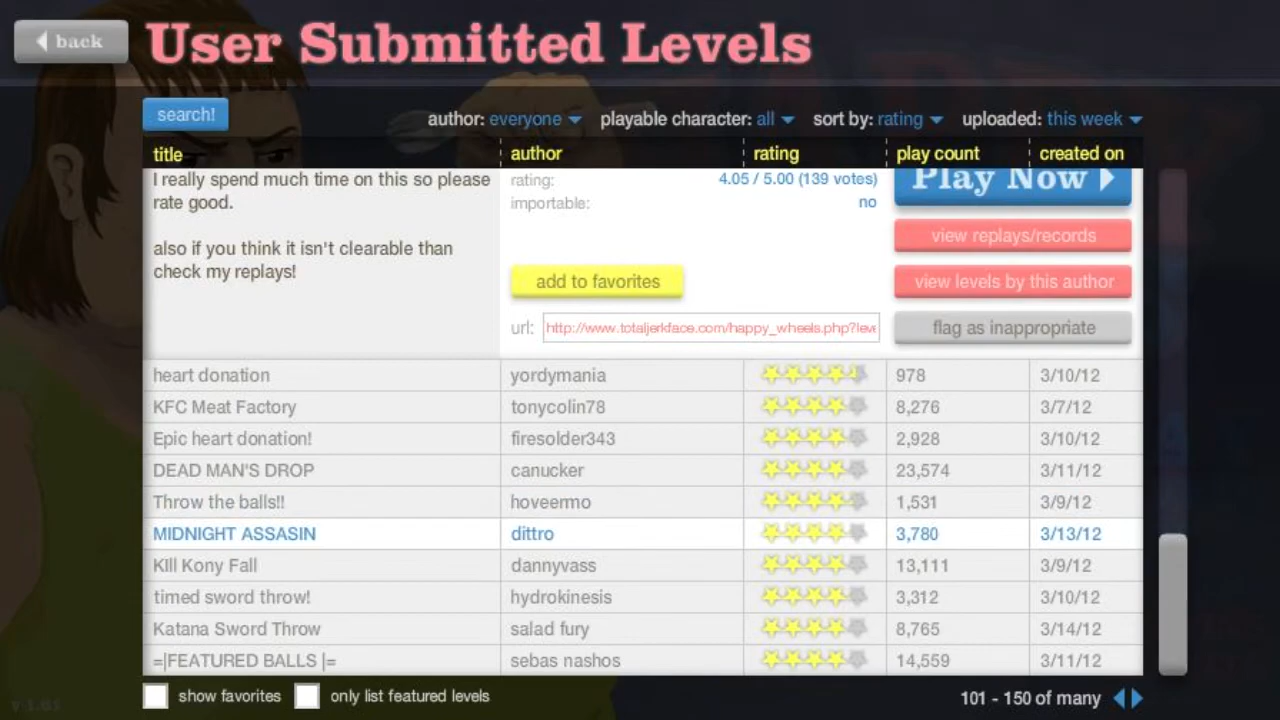 back
User Submitted Levels
search!
author: everyone playable character: all sort by: rating uploaded: this week
title author rating play count created on
I really spend much time on this so please
rate good.
also if you think it isn't clearable than
check my replays!
rating: 4.05 / 5.00 (139 votes)
importable: no
add to favorites
url: http://www.totaljerkface.com/happy_wheels.php?leve
Play Now
view replays/records
view levels by this author
flag as inappropriate
heart donation yordymania 978 3/10/12
KFC Meat Factory tonycolin78 8,276 3/7/12
Epic heart donation! firesolder343 2,928 3/10/12
DEAD MAN'S DROP canucker 23,574 3/11/12
Throw the balls!! hoveermo 1,531 3/9/12
MIDNIGHT ASSASIN dittro 3,780 3/13/12
KIll Kony Fall dannyvass 13,111 3/9/12
timed sword throw! hydrokinesis 3,312 3/10/12
Katana Sword Throw salad fury 8,765 3/14/12
=|FEATURED BALLS |= sebas nashos 14,559 3/11/12
show favorites only list featured levels 101 - 150 of many